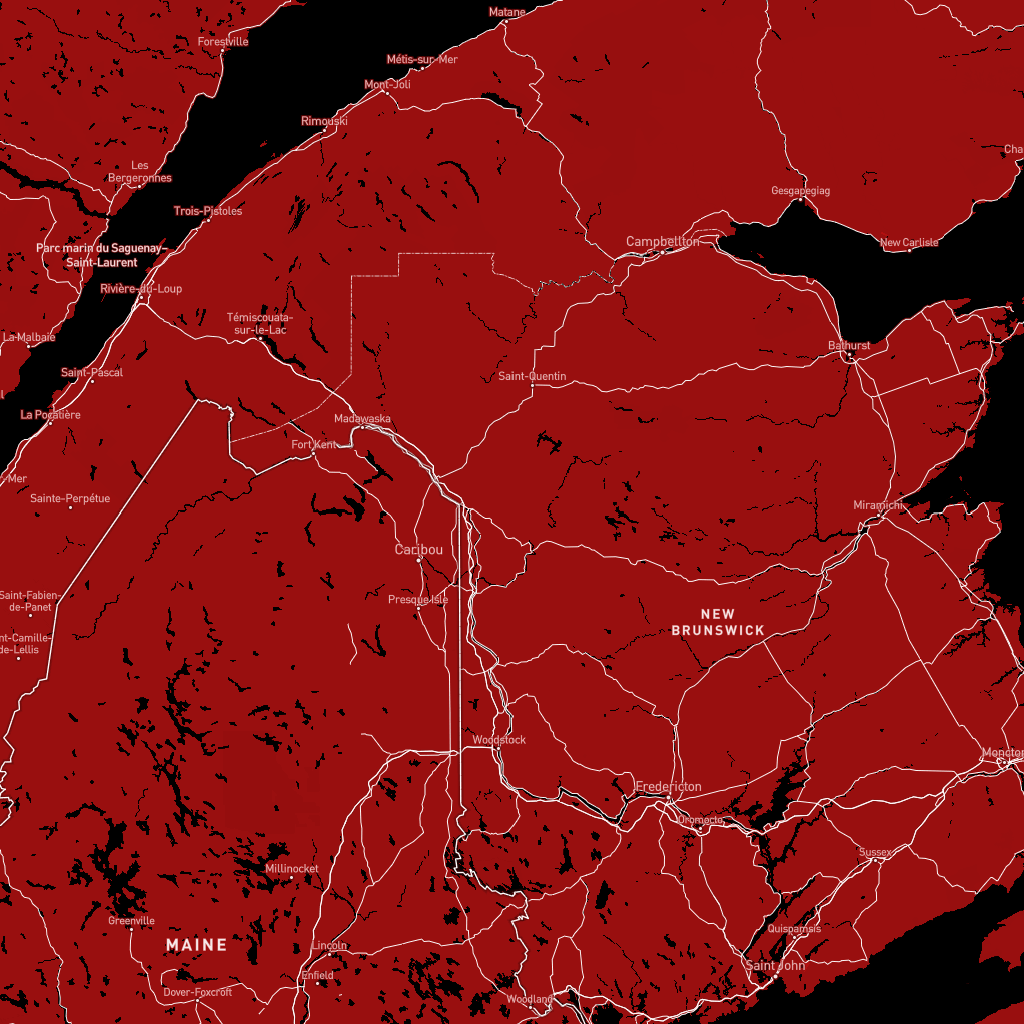 Matane
Forestville
Métis-sur-Mer
Mont-Joli
Rimouski
Les
Bergeronnes
Gesgapegiag
Trois-Pistoles
Parc marin du Saguenay–
Saint-Laurent
Campbellton
New Carlisle
Rivière-du-Loup
Témiscouata-
sur-le-Lac
La Malbaie
Bathurst
Saint-Pascal
Saint-Quentin
La Pocatière
Madawaska
Fort Kent
-Mer
Sainte-Perpétue
Miramichi
Caribou
Saint-Fabien-
de-Panet
Presque Isle
NEW
BRUNSWICK
nt-Camille-
de-Lellis
Woodstock
Moncton
Fredericton
Oromocto
Sussex
Millinocket
Greenville
Quispamsis
MAINE
Lincoln
Saint John
Enfield
Dover-Foxcroft
Woodland